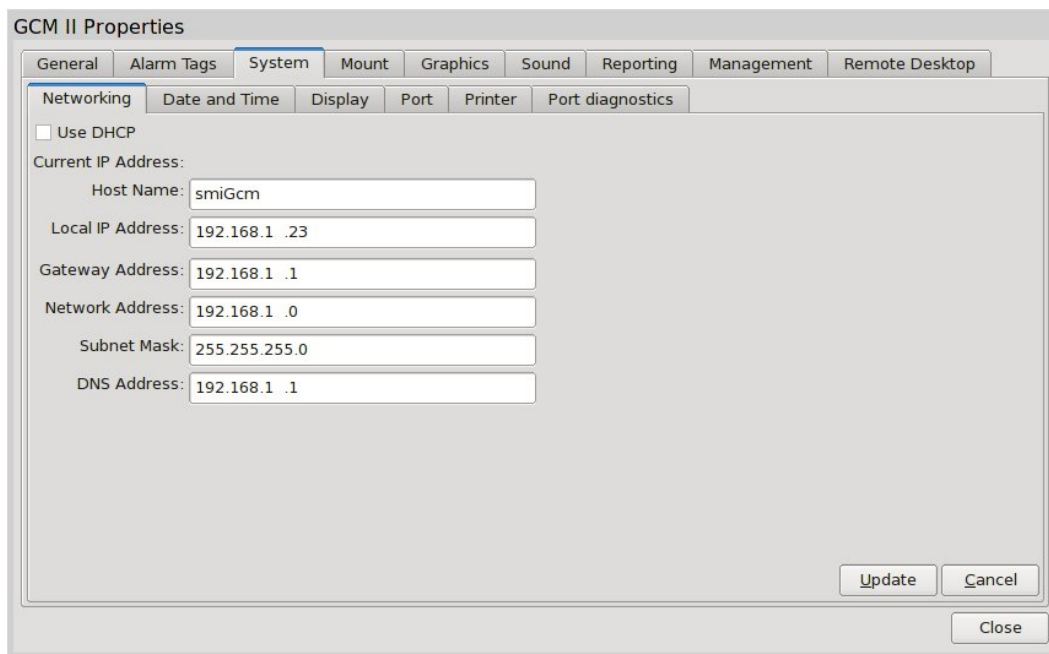 GCM II Properties
General Alarm Tags System Mount Graphics Sound Reporting Management Remote Desktop
Networking Date and Time Display Port Printer Port diagnostics
Use DHCP
Current IP Address:
Host Name: smiGcm
Local IP Address: 192.168.1 .23
Gateway Address: 192.168.1 .1
Network Address: 192.168.1 .0
Subnet Mask: 255.255.255.0
DNS Address: 192.168.1 .1
Update Cancel
Close